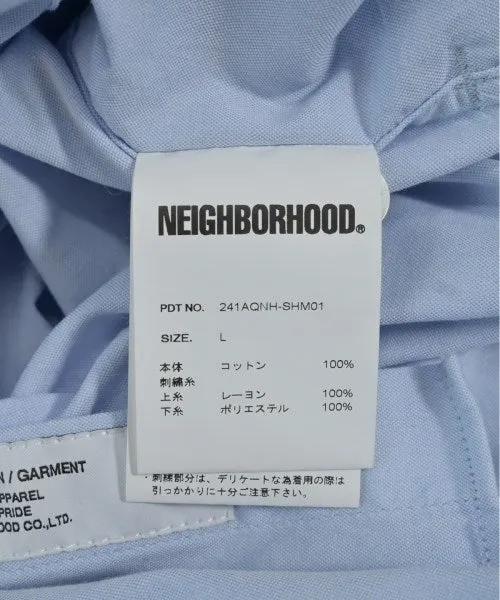 NEIGHBORHOOD®
PDT NO. 241AQNH-SHM01
SIZE. L
本体 コットン 100%
刺繍糸
上糸 レーヨン 100%
下糸 ポリエステル 100%
・刺繍部分は、デリケートな為着用の際は
引っかかりに十分ご注意下さい。
/ GARMENT
PPAREL
PRIDE
OOD CO.,LTD.